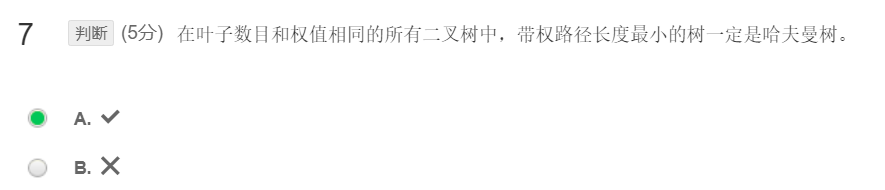 7 判断 (5分) 在叶子数目和权值相同的所有二叉树中，带权路径长度最小的树一定是哈夫曼树。
A. ✓
B. ✕